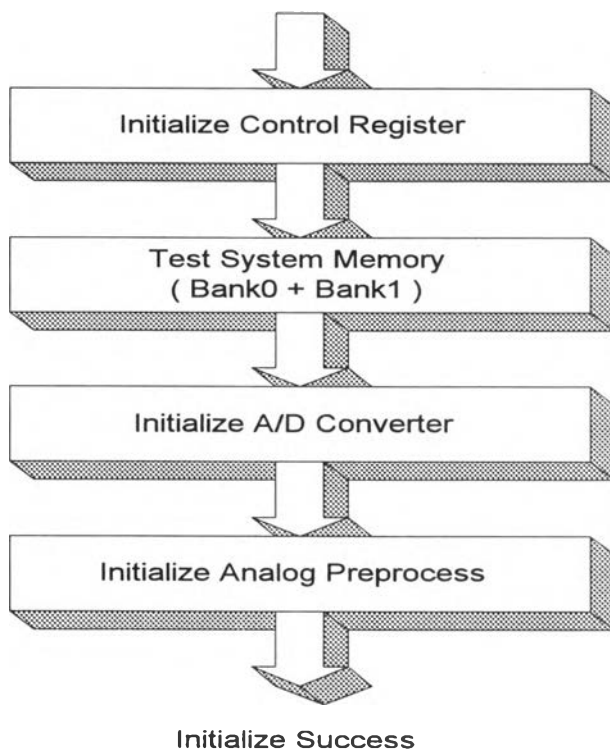 Initialize Control Register
Test System Memory
( Bank0 + Bank1 )
Initialize A/D Converter
Initialize Analog Preprocess
Initialize Success